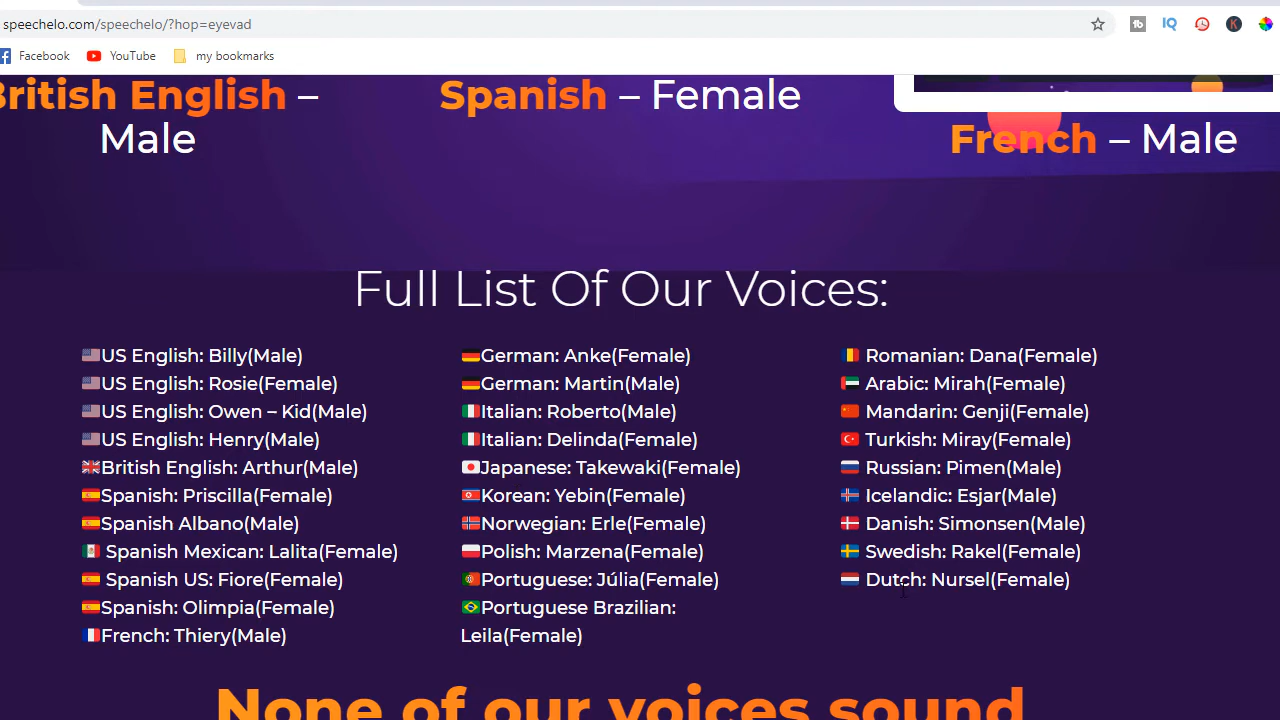 speechelo.com/speechelo/?hop=eyevad
Facebook YouTube my bookmarks
British English –
Male
Spanish – Female
French – Male
Full List Of Our Voices:
US English: Billy(Male)
US English: Rosie(Female)
US English: Owen – Kid(Male)
US English: Henry(Male)
British English: Arthur(Male)
Spanish: Priscilla(Female)
Spanish Albano(Male)
Spanish Mexican: Lalita(Female)
Spanish US: Fiore(Female)
Spanish: Olimpia(Female)
French: Thiery(Male)
German: Anke(Female)
German: Martin(Male)
Italian: Roberto(Male)
Italian: Delinda(Female)
Japanese: Takewaki(Female)
Korean: Yebin(Female)
Norwegian: Erle(Female)
Polish: Marzena(Female)
Portuguese: Júlia(Female)
Portuguese Brazilian:
Leila(Female)
Romanian: Dana(Female)
Arabic: Mirah(Female)
Mandarin: Genji(Female)
Turkish: Miray(Female)
Russian: Pimen(Male)
Icelandic: Esjar(Male)
Danish: Simonsen(Male)
Swedish: Rakel(Female)
Dutch: Nursel(Female)
None of our voices sound